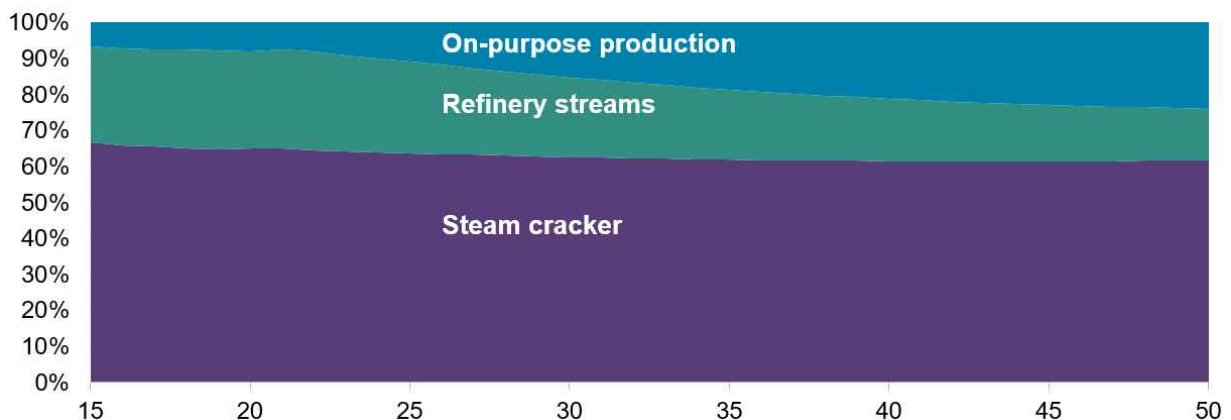 100%
90%
80%
70%
60%
50%
40%
30%
20%
10%
0%
On-purpose production
Refinery streams
Steam cracker
15 20 25 30 35 40 45 50